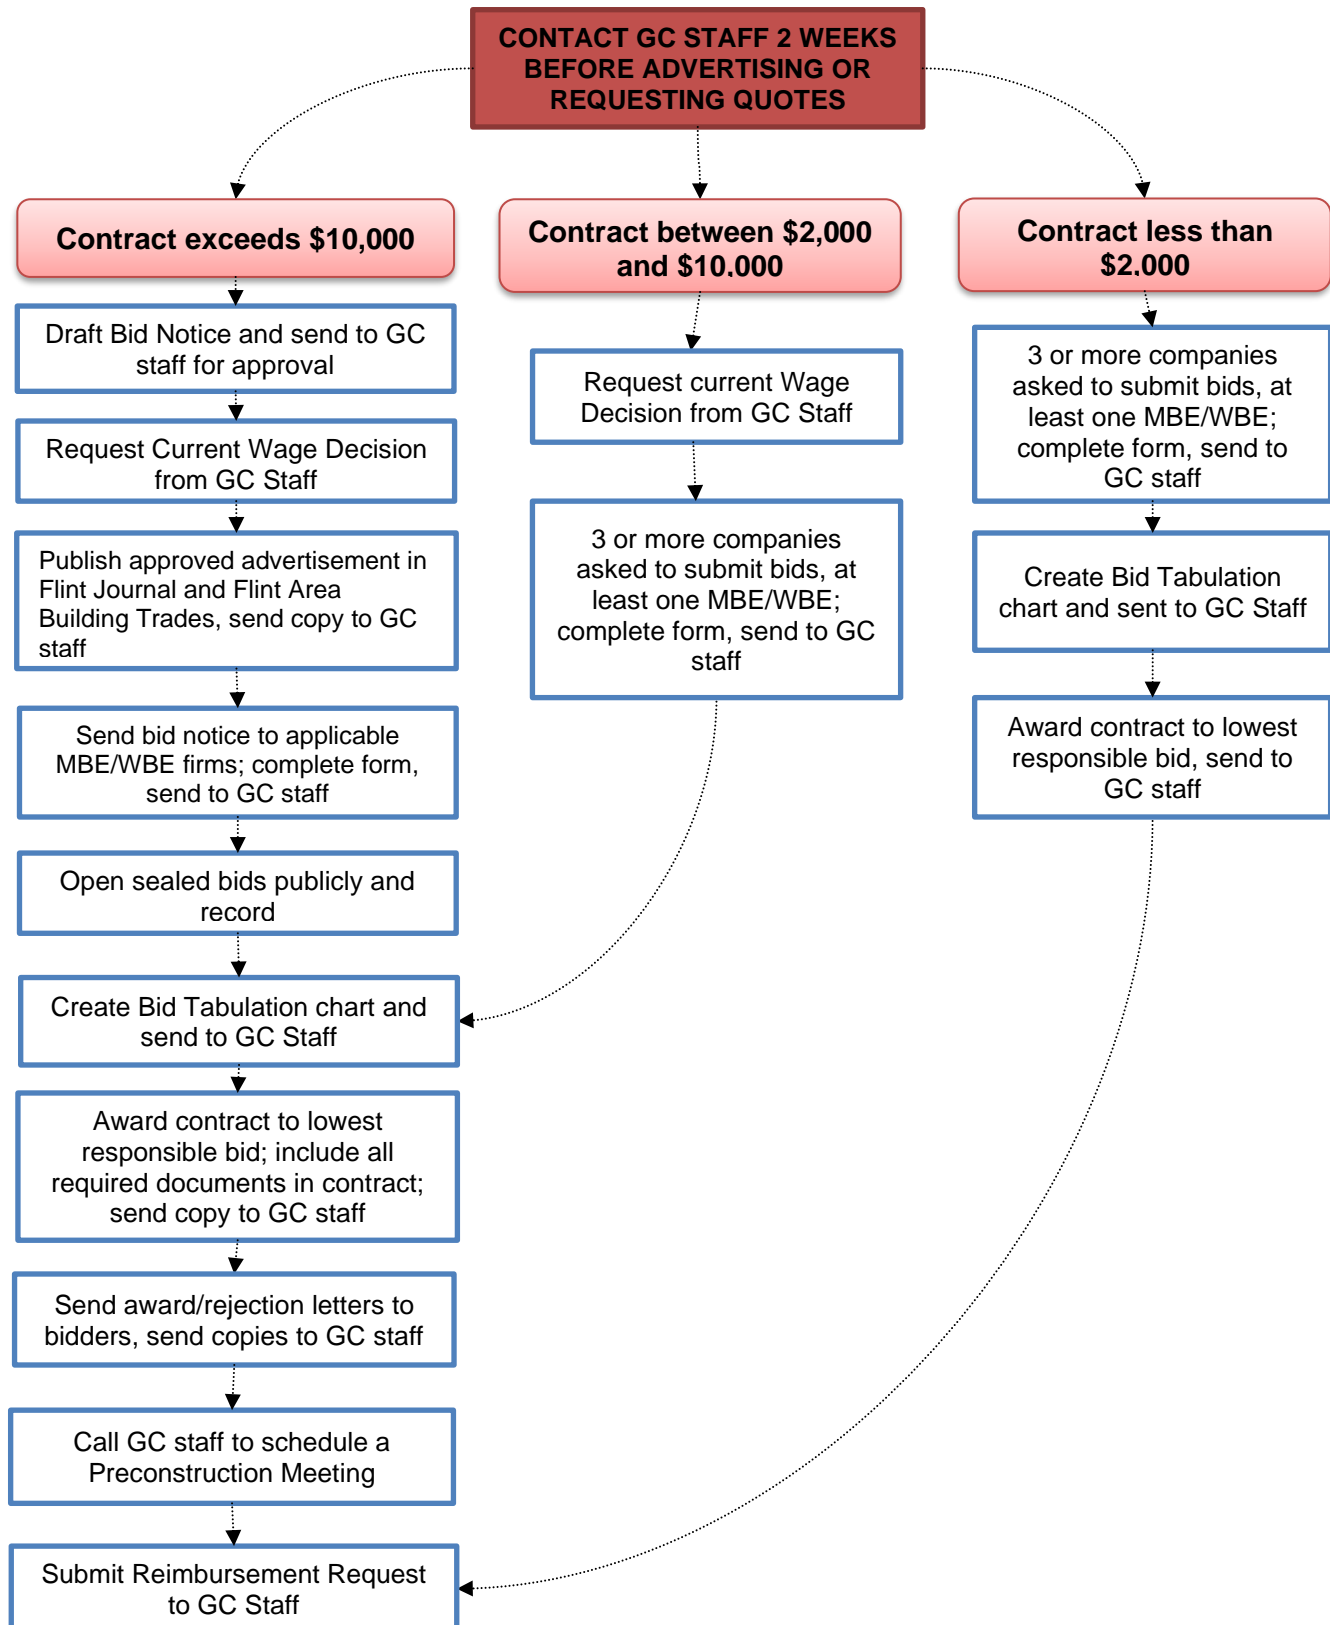 CONTACT GC STAFF 2 WEEKS
BEFORE ADVERTISING OR
REQUESTING QUOTES
Contract exceeds $10,000
Draft Bid Notice and send to GC
staff for approval
Request Current Wage Decision
from GC Staff
Publish approved advertisement in
Flint Journal and Flint Area
Building Trades, send copy to GC
staff
Send bid notice to applicable
MBE/WBE firms; complete form,
send to GC staff
Open sealed bids publicly and
record
Create Bid Tabulation chart and
send to GC Staff
Award contract to lowest
responsible bid; include all
required documents in contract;
send copy to GC staff
Send award/rejection letters to
bidders, send copies to GC staff
Call GC staff to schedule a
Preconstruction Meeting
Submit Reimbursement Request
to GC Staff
Contract between $2,000
and $10,000
Request current Wage
Decision from GC Staff
3 or more companies
asked to submit bids, at
least one MBE/WBE;
complete form, send to GC
staff
Contract less than
$2,000
3 or more companies
asked to submit bids, at
least one MBE/WBE;
complete form, send to
GC staff
Create Bid Tabulation
chart and sent to GC Staff
Award contract to lowest
responsible bid, send to
GC staff